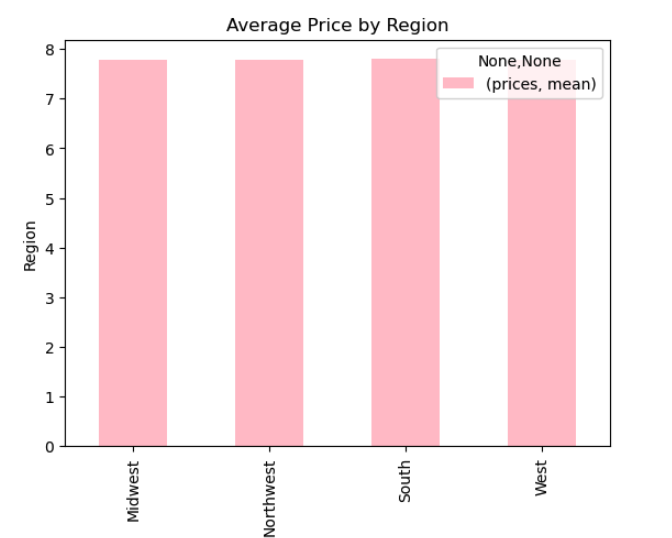 Average Price by Region
None,None
(prices, mean)
8
7
6
5
4
3
2
1
0
Region
Midwest
Northwest
South
West